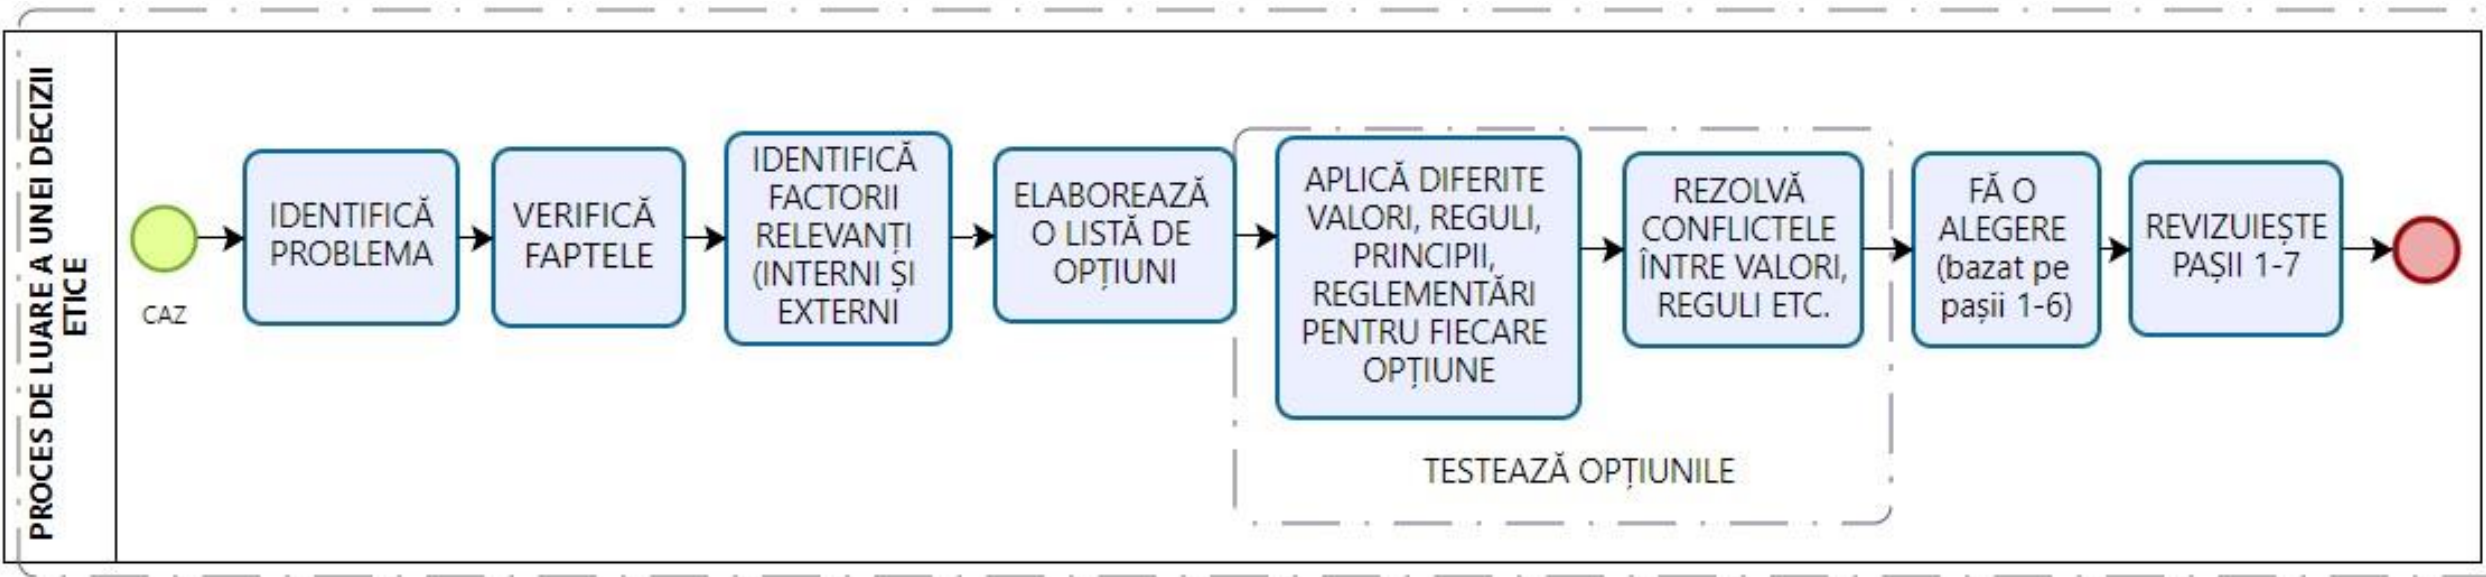 PROCES DE LUARE A UNEI DECIZII
ETICE
CAZ
IDENTIFICĂ
PROBLEMA
VERIFICĂ
FAPTELE
IDENTIFICĂ
FACTORII
RELEVANȚI
(INTERNI ȘI
EXTERNI
ELABOREAZĂ
O LISTĂ DE
OPȚIUNI
APLICĂ DIFERITE
VALORI, REGULI,
PRINCIPII,
REGLEMENTĂRI
PENTRU FIECARE
OPȚIUNE
REZOLVĂ
CONFLICTELE
ÎNTRE VALORI,
REGULI ETC.
TESTEAZĂ OPȚIUNILE
FĂ O
ALEGERE
(bazat pe
pașii 1-6)
REVIZUIEȘTE
PAȘII 1-7